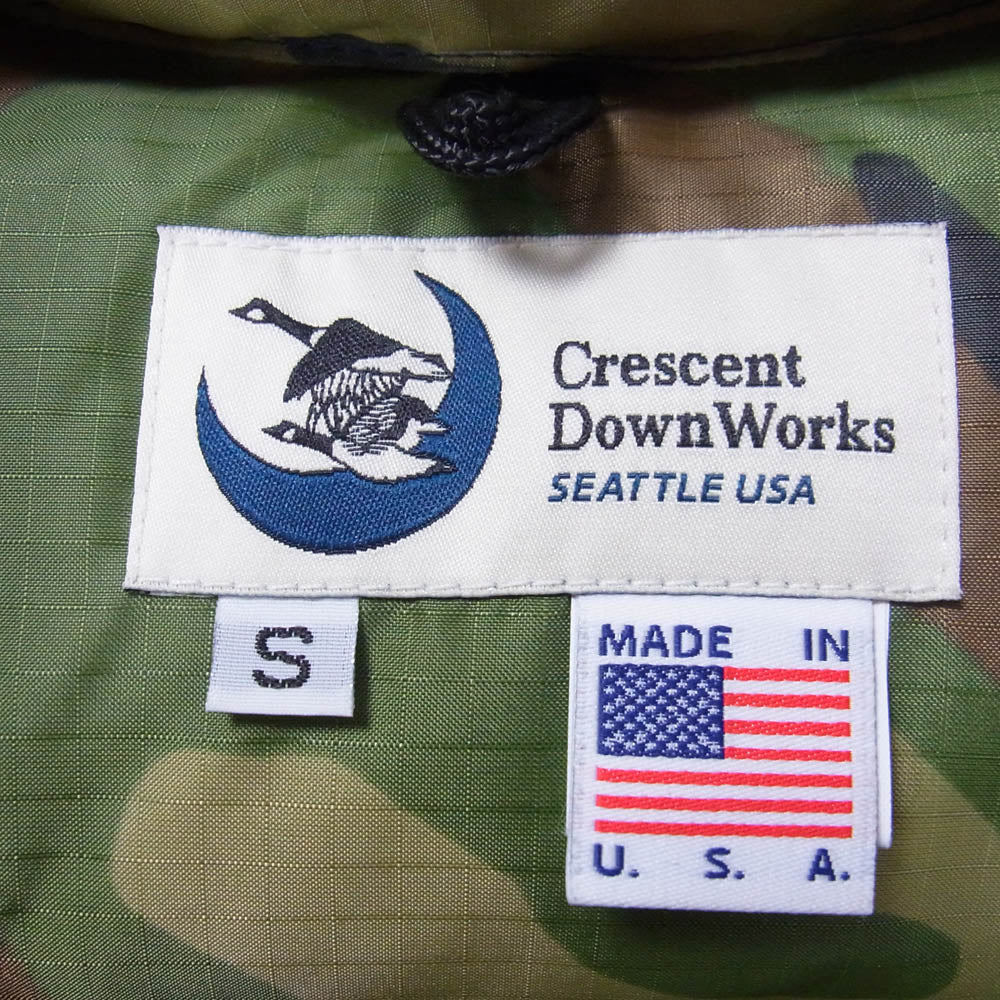 Crescent
DownWorks
SEATTLE USA
S
MADE IN
U. S. A.